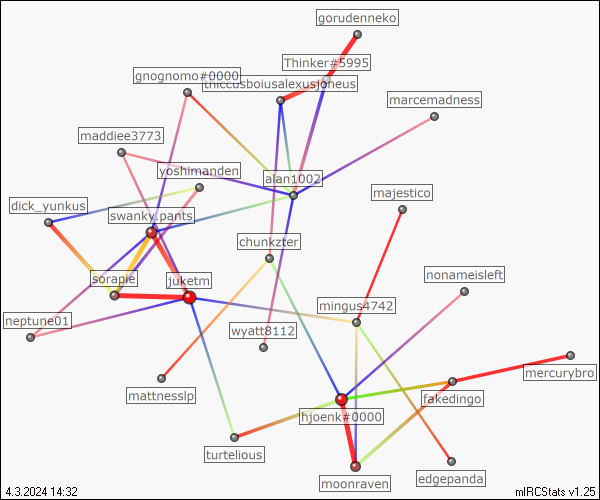 gorudenneko
Thinker#5995
gnognomo#0000
thiccusboiusalexusjoneus
marcemadness
maddiee3773
yoshimanden
alan1002
majestico
dick_yunkus
swanky.pants
chunkzter
sorapie
juketm
nonameisleft
mingus4742
neptune01
wyatt8112
mercurybro
mattnesslp
fakedingo
hjoenk#0000
turtelious
edgepanda
moonraven
4.3.2024 14:32
mIRCStats v1.25